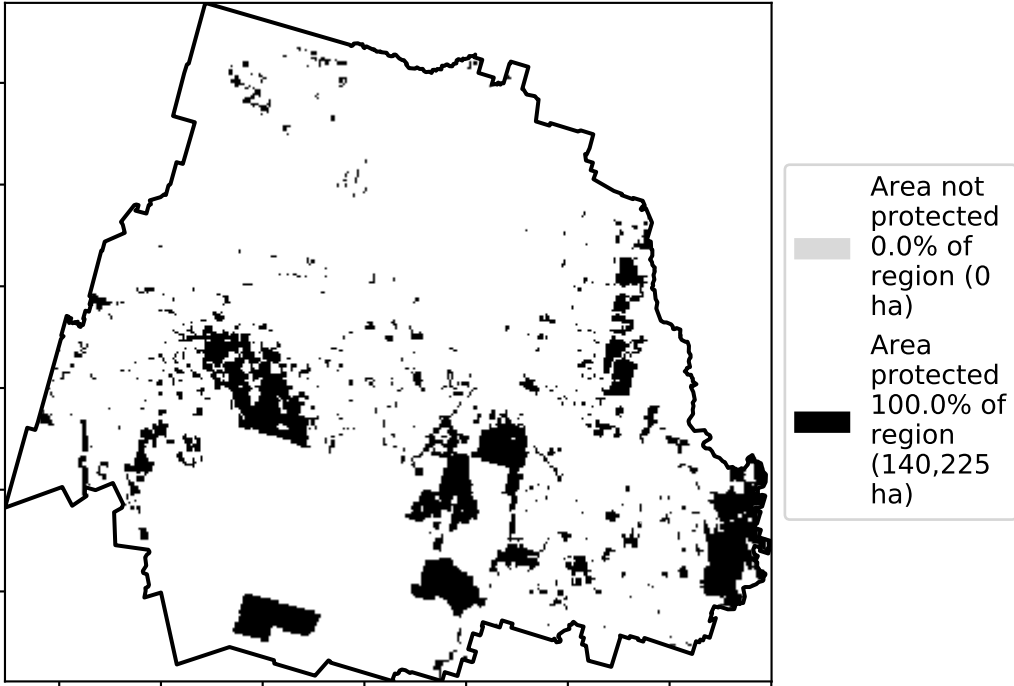 Area not
protected
0.0% of
region (0
ha)
Area
protected
100.0% of
region
(140,225
ha)